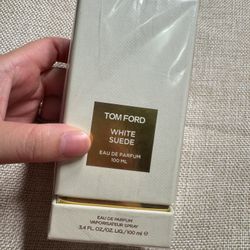 TOM FORD
WHITE
SUEDE
EAU DE PARFUM
100 ML
EAU DE PARFUM
VAPORISATEUR SPRAY
3.4 FL.OZ./OZ.LIQ./100 ml ℮